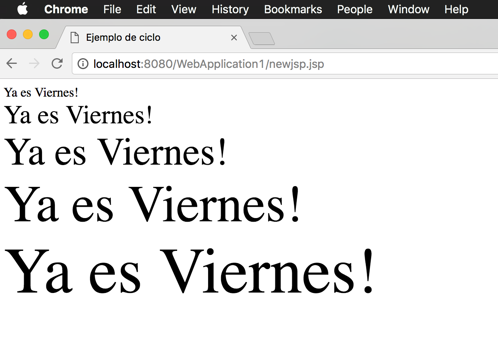 Chrome File Edit View History Bookmarks People Window Help
Ejemplo de ciclo
localhost:8080/WebApplication1/newjsp.jsp
Ya es Viernes!
Ya es Viernes!
Ya es Viernes!
Ya es Viernes!
Ya es Viernes!